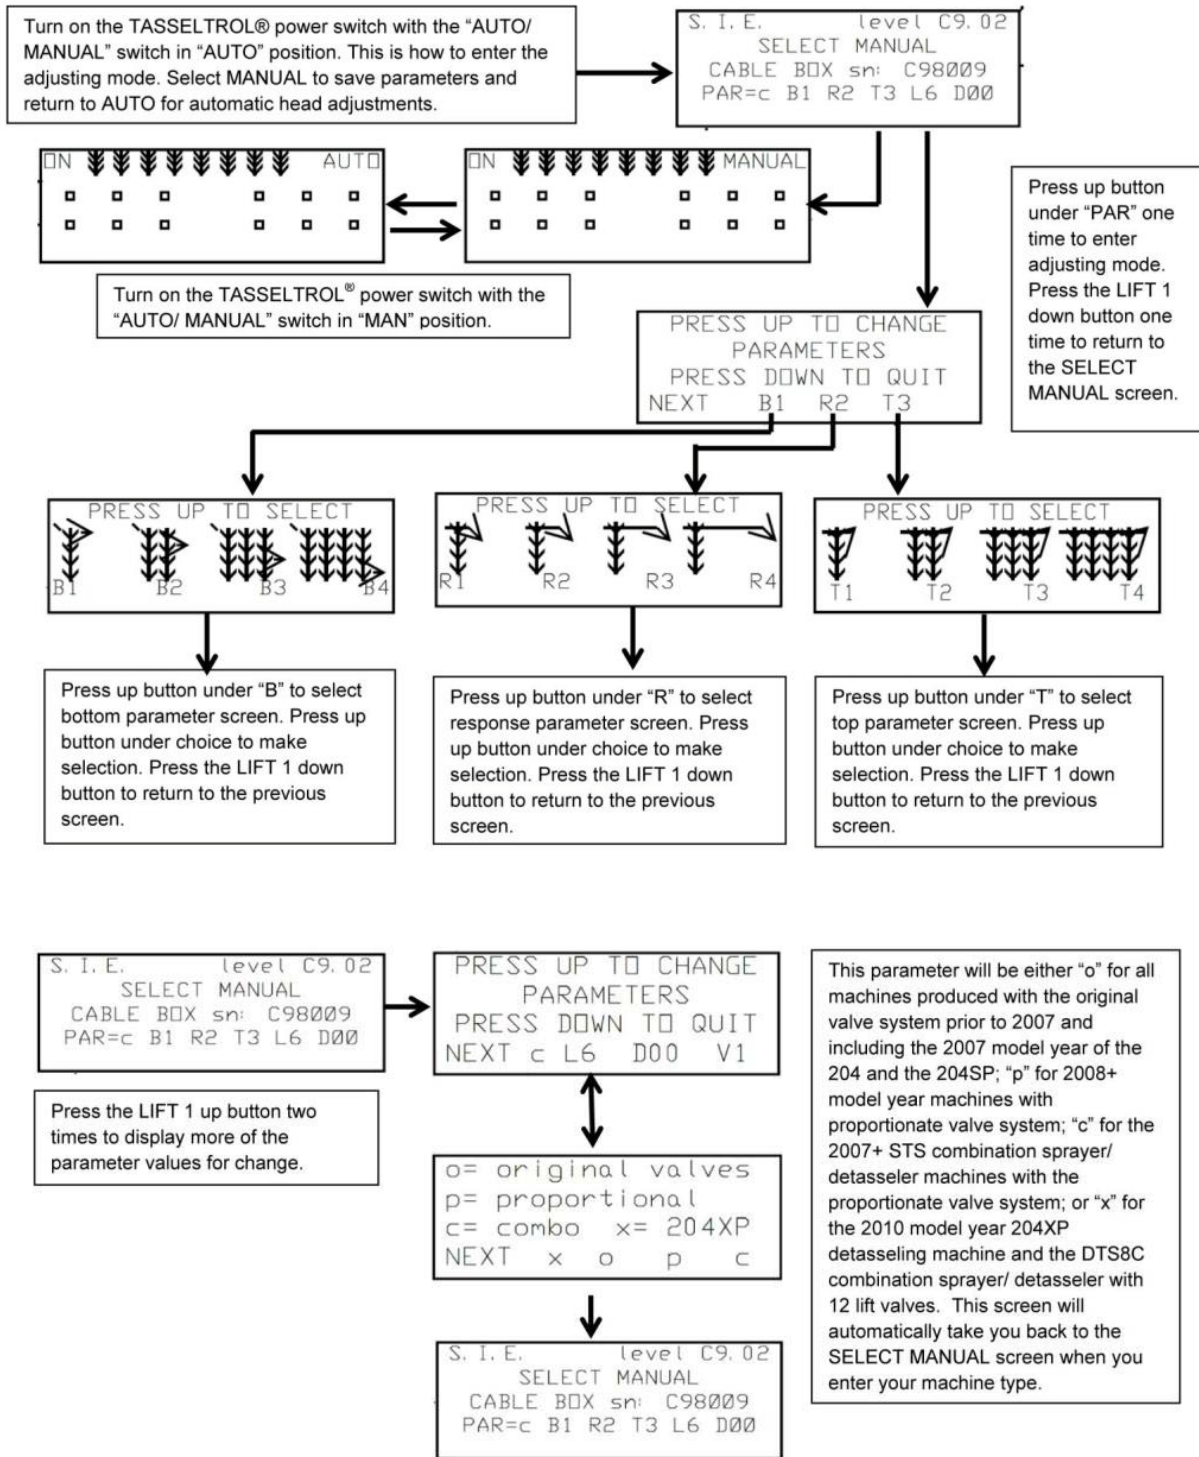 Turn on the TASSELTROL® power switch with the “AUTO/
MANUAL” switch in “AUTO” position. This is how to enter the
adjusting mode. Select MANUAL to save parameters and
return to AUTO for automatic head adjustments.
S. I. E. level C9.02
SELECT MANUAL
CABLE BOX sn: C98009
PAR=c B1 R2 T3 L6 D00
ON AUTO
ON MANUAL
Turn on the TASSELTROL® power switch with the
“AUTO/ MANUAL” switch in “MAN” position.
Press up button
under “PAR” one
time to enter
adjusting mode.
Press the LIFT 1
down button one
time to return to
the SELECT
MANUAL screen.
PRESS UP TO CHANGE
PARAMETERS
PRESS DOWN TO QUIT
NEXT B1 R2 T3
PRESS UP TO SELECT
B1 B2 B3 B4
PRESS UP TO SELECT
R1 R2 R3 R4
PRESS UP TO SELECT
T1 T2 T3 T4
Press up button under “B” to select
bottom parameter screen. Press up
button under choice to make
selection. Press the LIFT 1 down
button to return to the previous
screen.
Press up button under “R” to select
response parameter screen. Press
up button under choice to make
selection. Press the LIFT 1 down
button to return to the previous
screen.
Press up button under “T” to select
top parameter screen. Press up
button under choice to make
selection. Press the LIFT 1 down
button to return to the previous
screen.
S. I. E. level C9.02
SELECT MANUAL
CABLE BOX sn: C98009
PAR=c B1 R2 T3 L6 D00
Press the LIFT 1 up button two
times to display more of the
parameter values for change.
PRESS UP TO CHANGE
PARAMETERS
PRESS DOWN TO QUIT
NEXT c L6 D00 V1
o= original valves
p= proportional
c= combo x= 204XP
NEXT x o p c
S. I. E. level C9.02
SELECT MANUAL
CABLE BOX sn: C98009
PAR=c B1 R2 T3 L6 D00
This parameter will be either “o” for all
machines produced with the original
valve system prior to 2007 and
including the 2007 model year of the
204 and the 204SP; “p” for 2008+
model year machines with
proportionate valve system; “c” for the
2007+ STS combination sprayer/
detasseler machines with the
proportionate valve system; or “x” for
the 2010 model year 204XP
detasseling machine and the DTS8C
combination sprayer/ detasseler with
12 lift valves. This screen will
automatically take you back to the
SELECT MANUAL screen when you
enter your machine type.